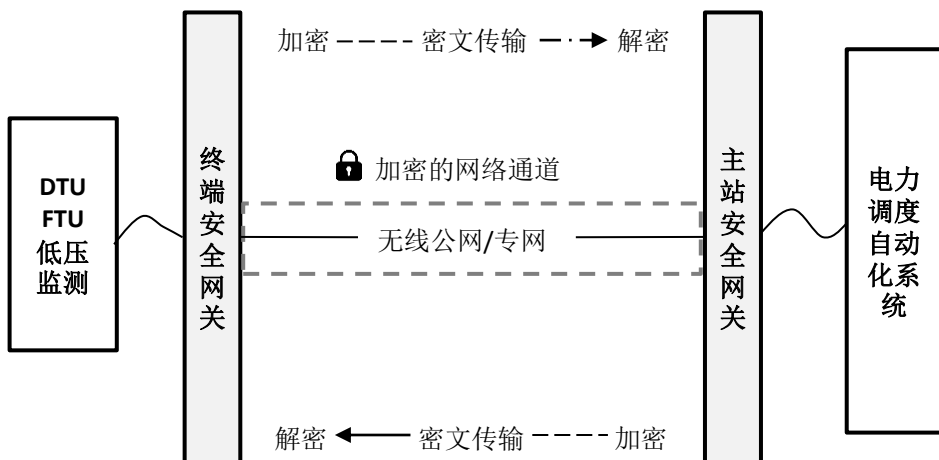 加密 密文传输 解密
DTU
FTU
低压
监测
终
端
安
全
网
关
加密的网络通道
无线公网/专网
主
站
安
全
网
关
电力
调度
自动
化系
统
解密 密文传输 加密